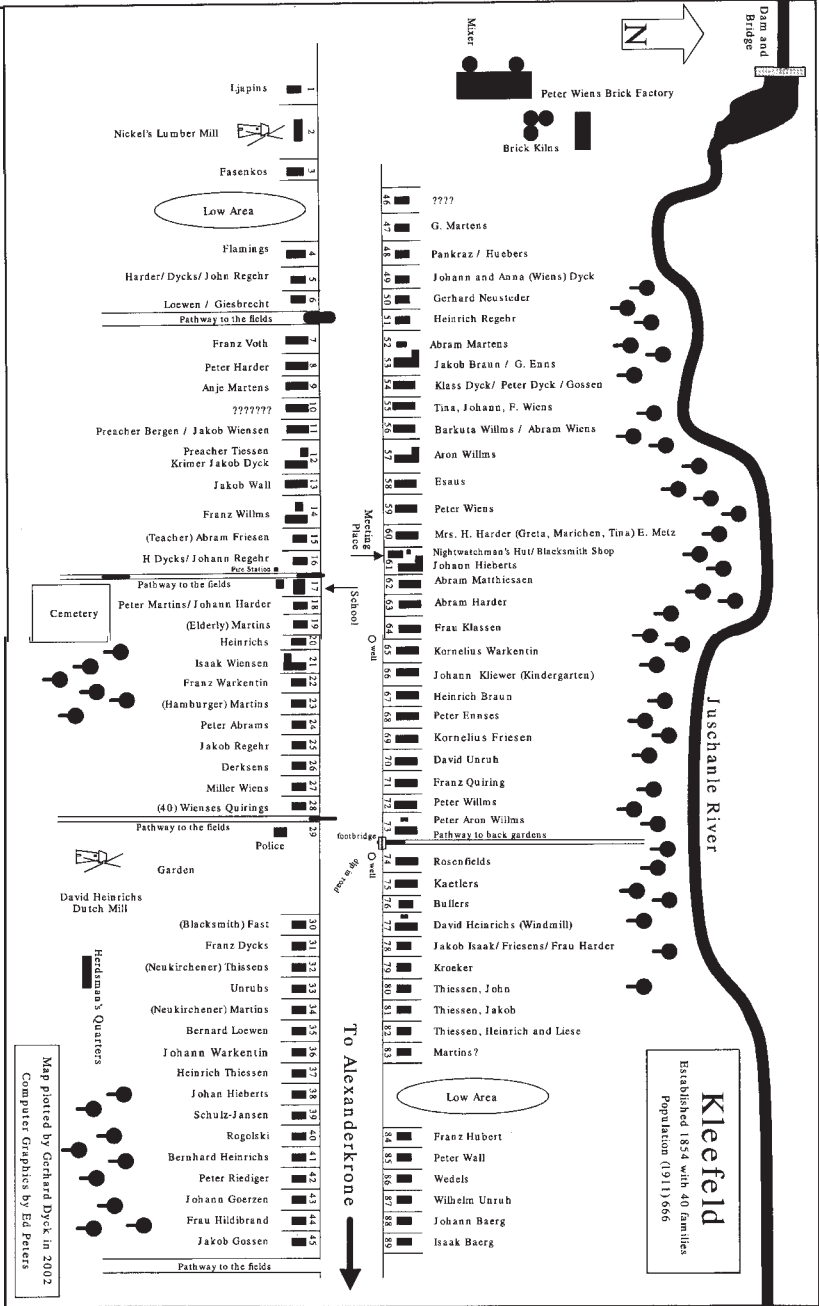 Dam and
Bridge
N
Mixer
Peter Wiens Brick Factory
Brick Kilns
Juschanle River
Kleefeld
Established 1854 with 40 families
Population (1911) 666
1 Ljapins
2 Nickel's Lumber Mill
3 Fasenkos
Low Area
4 Flamings
5 Harder/ Dycks/ John Regehr
6 Loewen / Giesbrecht
Pathway to the fields
7 Franz Voth
8 Peter Harder
9 Anje Martens
10 ???????
11 Preacher Bergen / Jakob Wiensen
12 Preacher Tiessen
Krimer Jakob Dyck
13 Jakob Wall
14 Franz Willms
15 (Teacher) Abram Friesen
16 H Dycks/ Johann Regehr
Fire Station
Pathway to the fields
17
School
Cemetery
18 Peter Martins/ Johann Harder
19 (Elderly) Martins
20 Heinrichs
21 Isaak Wiensen
22 Franz Warkentin
23 (Hamburger) Martins
24 Peter Abrams
25 Jakob Regehr
26 Derksens
27 Miller Wiens
28 (40) Wienses Quirings
Pathway to the fields
29
Police
Garden
David Heinrichs
Dutch Mill
30 (Blacksmith) Fast
31 Franz Dycks
32 (Neukirchener) Thissens
33 Unruhs
34 (Neukirchener) Martins
35 Bernard Loewen
36 Johann Warkentin
37 Heinrich Thiessen
38 Johan Hieberts
39 Schulz-Jansen
40 Rogolski
41 Bernhard Heinrichs
42 Peter Riediger
43 Johann Goerzen
44 Frau Hildibrand
45 Jakob Gossen
Pathway to the fields
Herdsman's Quarters
46 ????
47 G. Martens
48 Pankraz / Huebers
49 Johann and Anna (Wiens) Dyck
50 Gerhard Neusteder
51 Heinrich Regehr
52 Abram Martens
53 Jakob Braun / G. Enns
54 Klass Dyck/ Peter Dyck / Gossen
55 Tina, Johann, F. Wiens
56 Barkuta Willms / Abram Wiens
57 Aron Willms
58 Esaus
59 Peter Wiens
60 Mrs. H. Harder (Greta, Marichen, Tina) E. Metz
Meeting
Place
Nightwatchman's Hut/ Blacksmith Shop
61 Johann Hieberts
62 Abram Matthiessen
63 Abram Harder
64 Frau Klassen
well
65 Kornelius Warkentin
66 Johann Kliewer (Kindergarten)
67 Heinrich Braun
68 Peter Ennses
69 Kornelius Friesen
70 David Unruh
71 Franz Quiring
72 Peter Willms
73 Peter Aron Willms
Pathway to back gardens
footbridge
well
dip in road
74 Rosenfields
75 Kaetlers
76 Bullers
77 David Heinrichs (Windmill)
78 Jakob Isaak/ Friesens/ Frau Harder
79 Kroeker
80 Thiessen, John
81 Thiessen, Jakob
82 Thiessen, Heinrich and Liese
83 Martins?
Low Area
84 Franz Hubert
85 Peter Wall
86 Wedels
87 Wilhelm Unruh
88 Johann Baerg
89 Isaak Baerg
To Alexanderkrone
Map plotted by Gerhard Dyck in 2002
Computer Graphics by Ed Peters